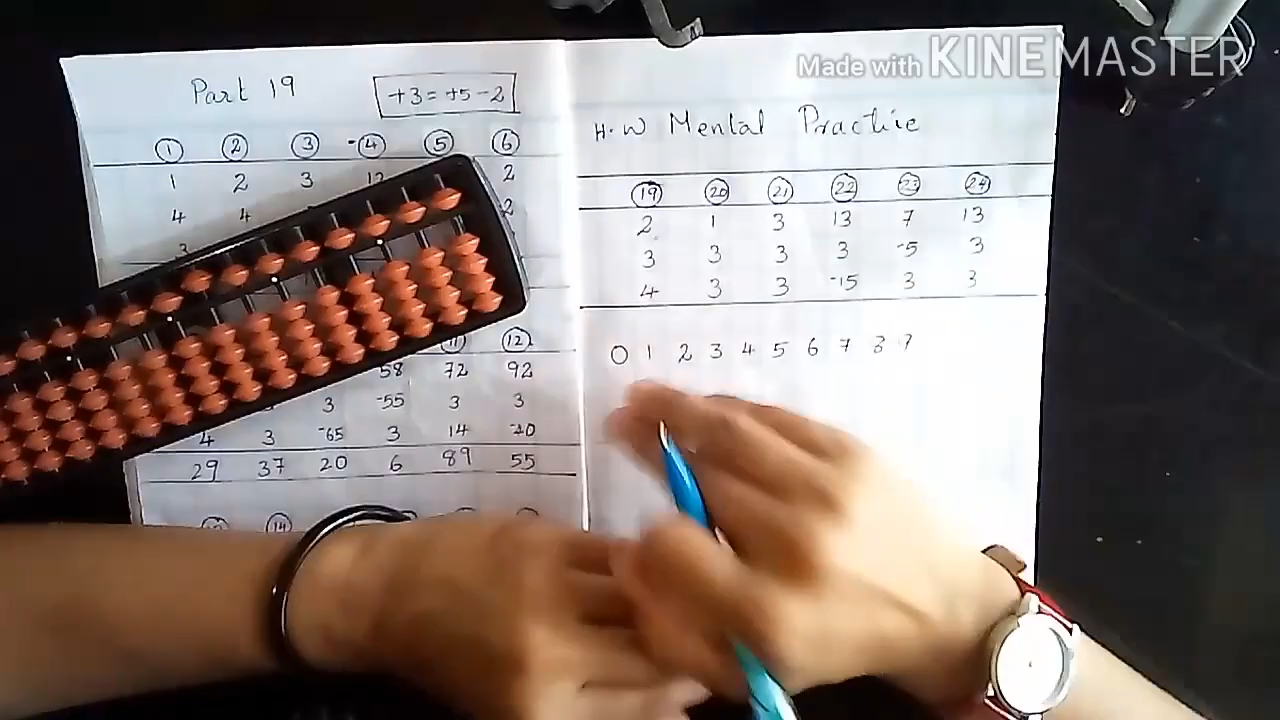 Made with KINEMASTER
Part 19
+3=+5-2
1 2 3 -4 5 6
1 2 3 12 2
4 4 2
3
11 12
58 72 92
3 -55 3 3
4 3 -65 3 14 -20
29 37 20 6 89 55
14
H.W Mental Practice
19 20 21 22 23 24
2 1 3 13 7 13
3 3 3 3 -5 3
4 3 3 -15 3 3
0 1 2 3 4 5 6 7 8 7